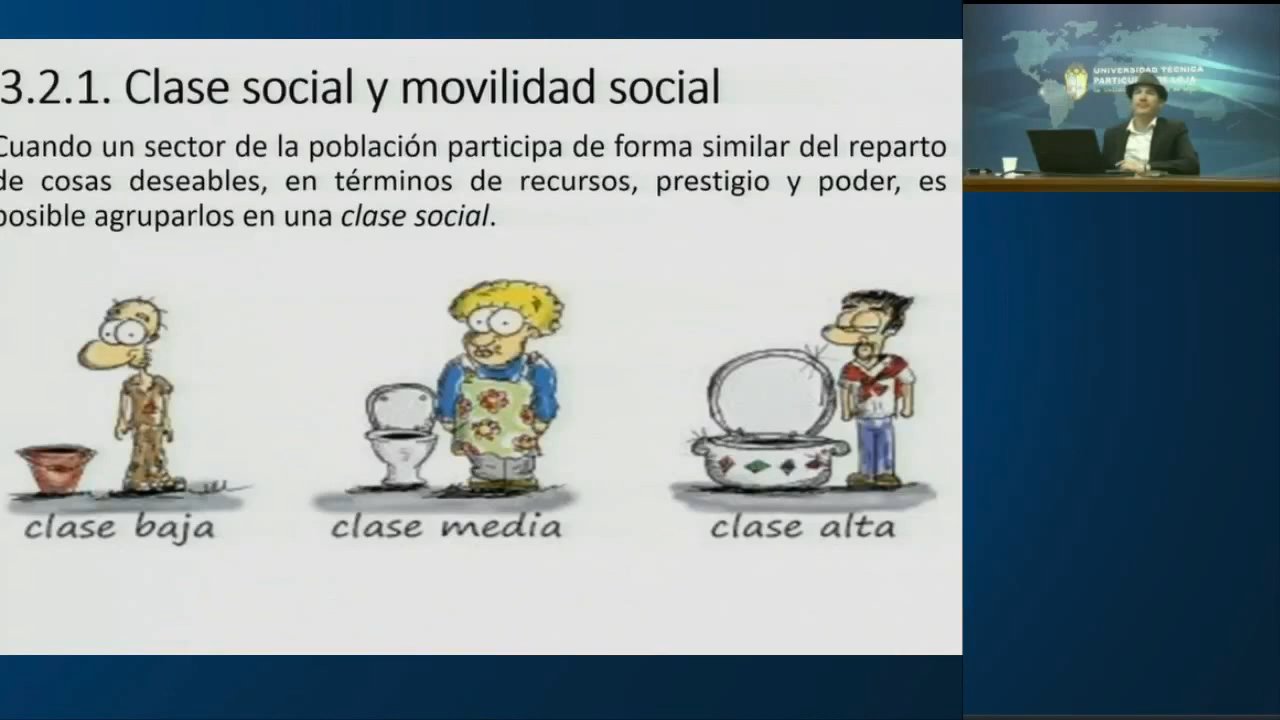 3.2.1. Clase social y movilidad social
Cuando un sector de la población participa de forma similar del reparto
de cosas deseables, en términos de recursos, prestigio y poder, es
posible agruparlos en una clase social.
clase baja
clase media
clase alta
UNIVERSIDAD TÉCNICA